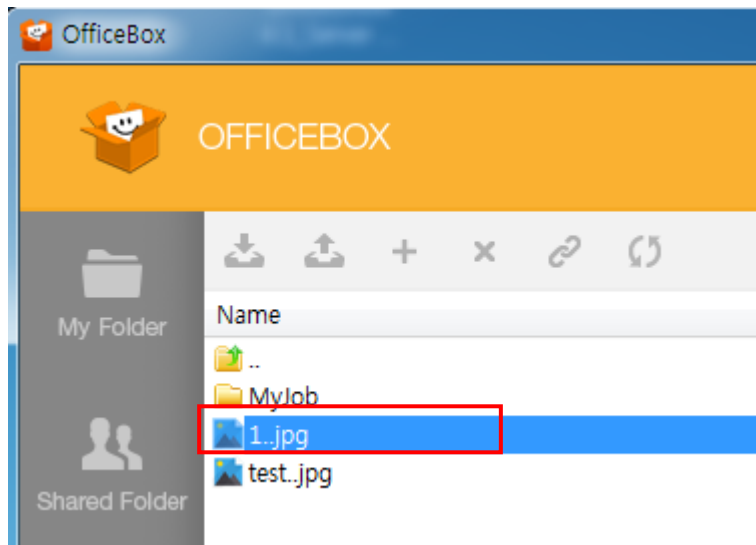 OfficeBox
OFFICEBOX
My Folder
Shared Folder
Name
..
MyJob
1..jpg
test..jpg